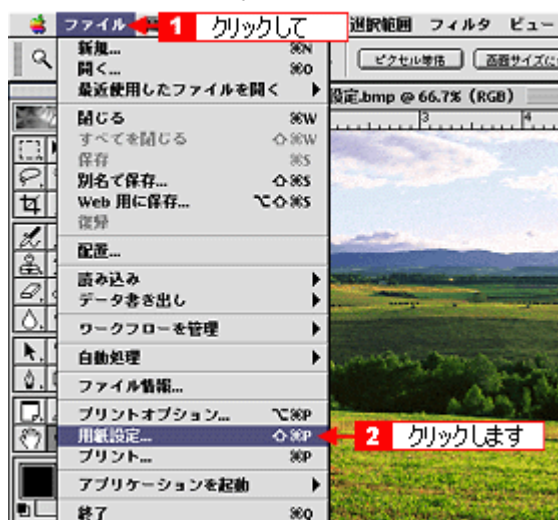 ファイル 1 クリックして 選択範囲 フィルタ ビュー
新規... ⌘N
開く... ⌘O
最近使用したファイルを開く
ピクセル等倍 画面サイズに
設定.bmp @ 66.7% (RGB)
3 4
閉じる ⌘W
すべてを閉じる ⇧⌘W
保存 ⌘S
別名で保存... ⇧⌘S
Web 用に保存... ⌥⇧⌘S
復帰
配置...
読み込み
データ書き出し
ワークフローを管理
自動処理
ファイル情報...
プリントオプション... ⌥⌘P
用紙設定... ⇧⌘P 2 クリックします
プリント... ⌘P
アプリケーションを起動
終了 ⌘Q